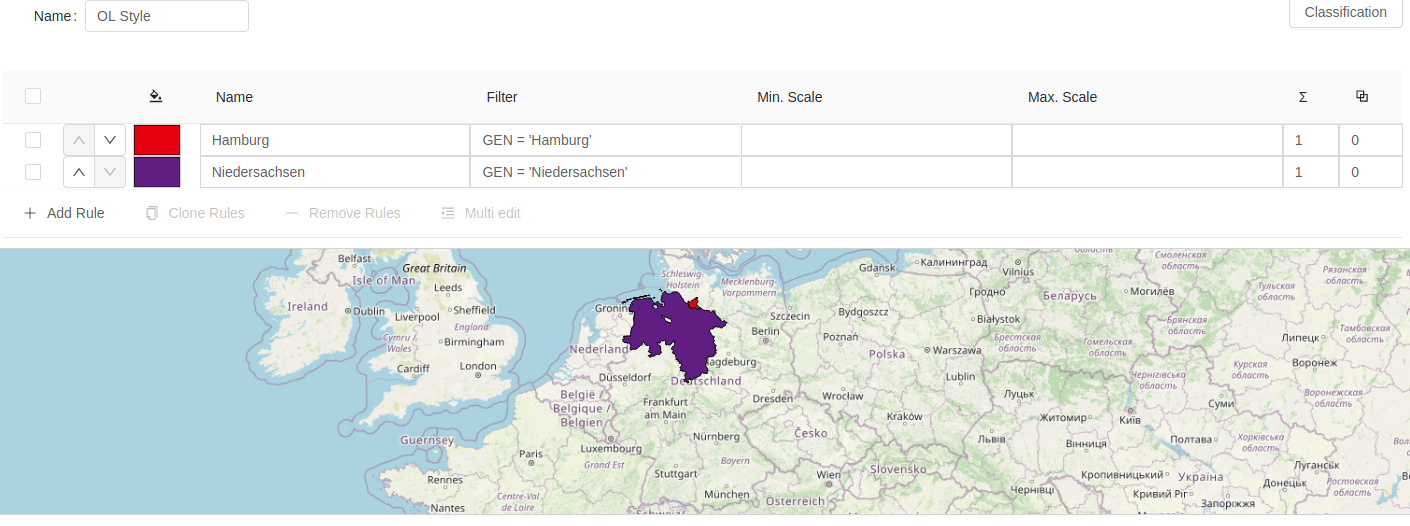 Name: OL Style
Classification
Name Filter Min. Scale Max. Scale Σ
Hamburg GEN = 'Hamburg' 1 0
Niedersachsen GEN = 'Niedersachsen' 1 0
Add Rule Clone Rules Remove Rules Multi edit
Belfast
Great Britain
Isle of Man
Leeds
Ireland
Dublin
Liverpool
Sheffield
England
Cymru /
Wales
Birmingham
Cardiff
London
Guernsey
Rennes
Nantes
Paris
Centre-Val
de Loire
Schleswig-
Holstein
Mecklenburg-
Vorpommern
Gronin
Nederland
Düsseldorf
België /
Belgique /
Belgien
Luxembourg
Grand Est
Frankfurt
am Main
Nürnberg
Stuttgart
Bayern
München
Schweiz
Österreich
Wien
Berlin
agdeburg
Deutschland
Dresden
Česko
Szczecin
Gdańsk
Bydgoszcz
Poznań
Polska
Warszawa
Wrocław
Lublin
Kraków
Slovensko
Białystok
Калининград
Vilnius
Гродно
Беларусь
Могилёв
Брестская
область
Гомельская
область
Смоленская
область
область
Брянская
область
Тульская
область
Рязанская
область
Тамбовская
область
Липецк
Воронеж
Курская
область
Воронежская
область
Чернігівська
область
Суми
Луцьк
Житомир
Київ
Львів
Вінниця
Полтава
Харківська
область
Чернівці
Кропивницький
Україна
Кривий Ріг
Запоріжжя
Луганськ
Донецьк
Ростовская
область